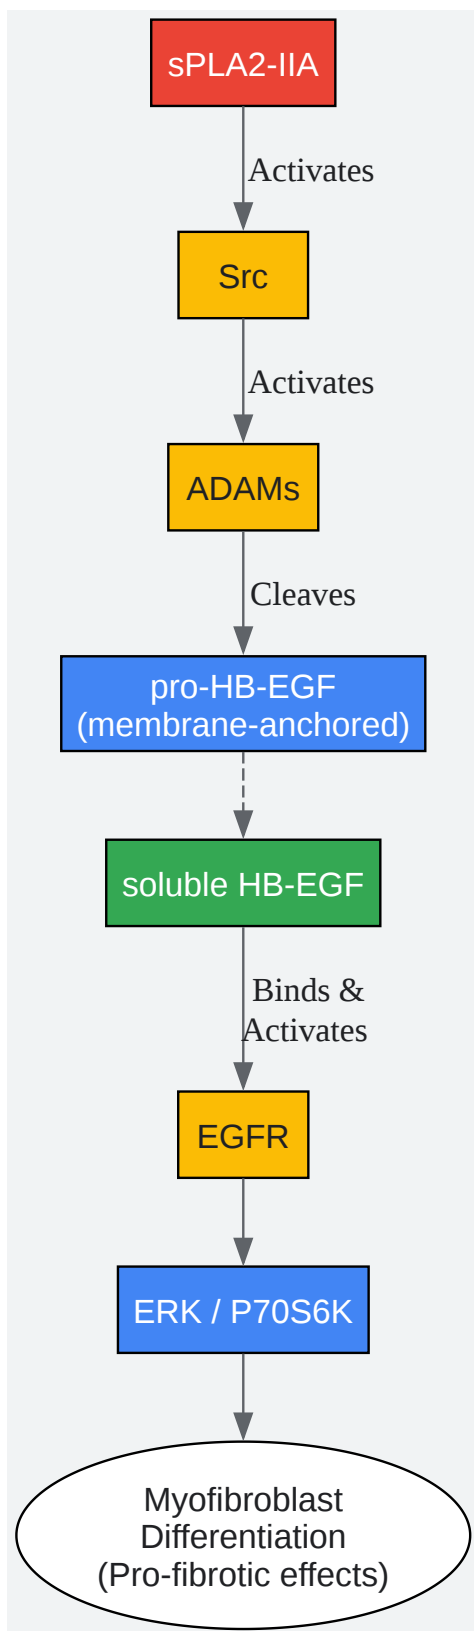 sPLA2-IIA
Activates
Src
Activates
ADAMs
Cleaves
pro-HB-EGF
(membrane-anchored)
soluble HB-EGF
Binds &
Activates
EGFR
ERK / P70S6K
Myofibroblast
Differentiation
(Pro-fibrotic effects)